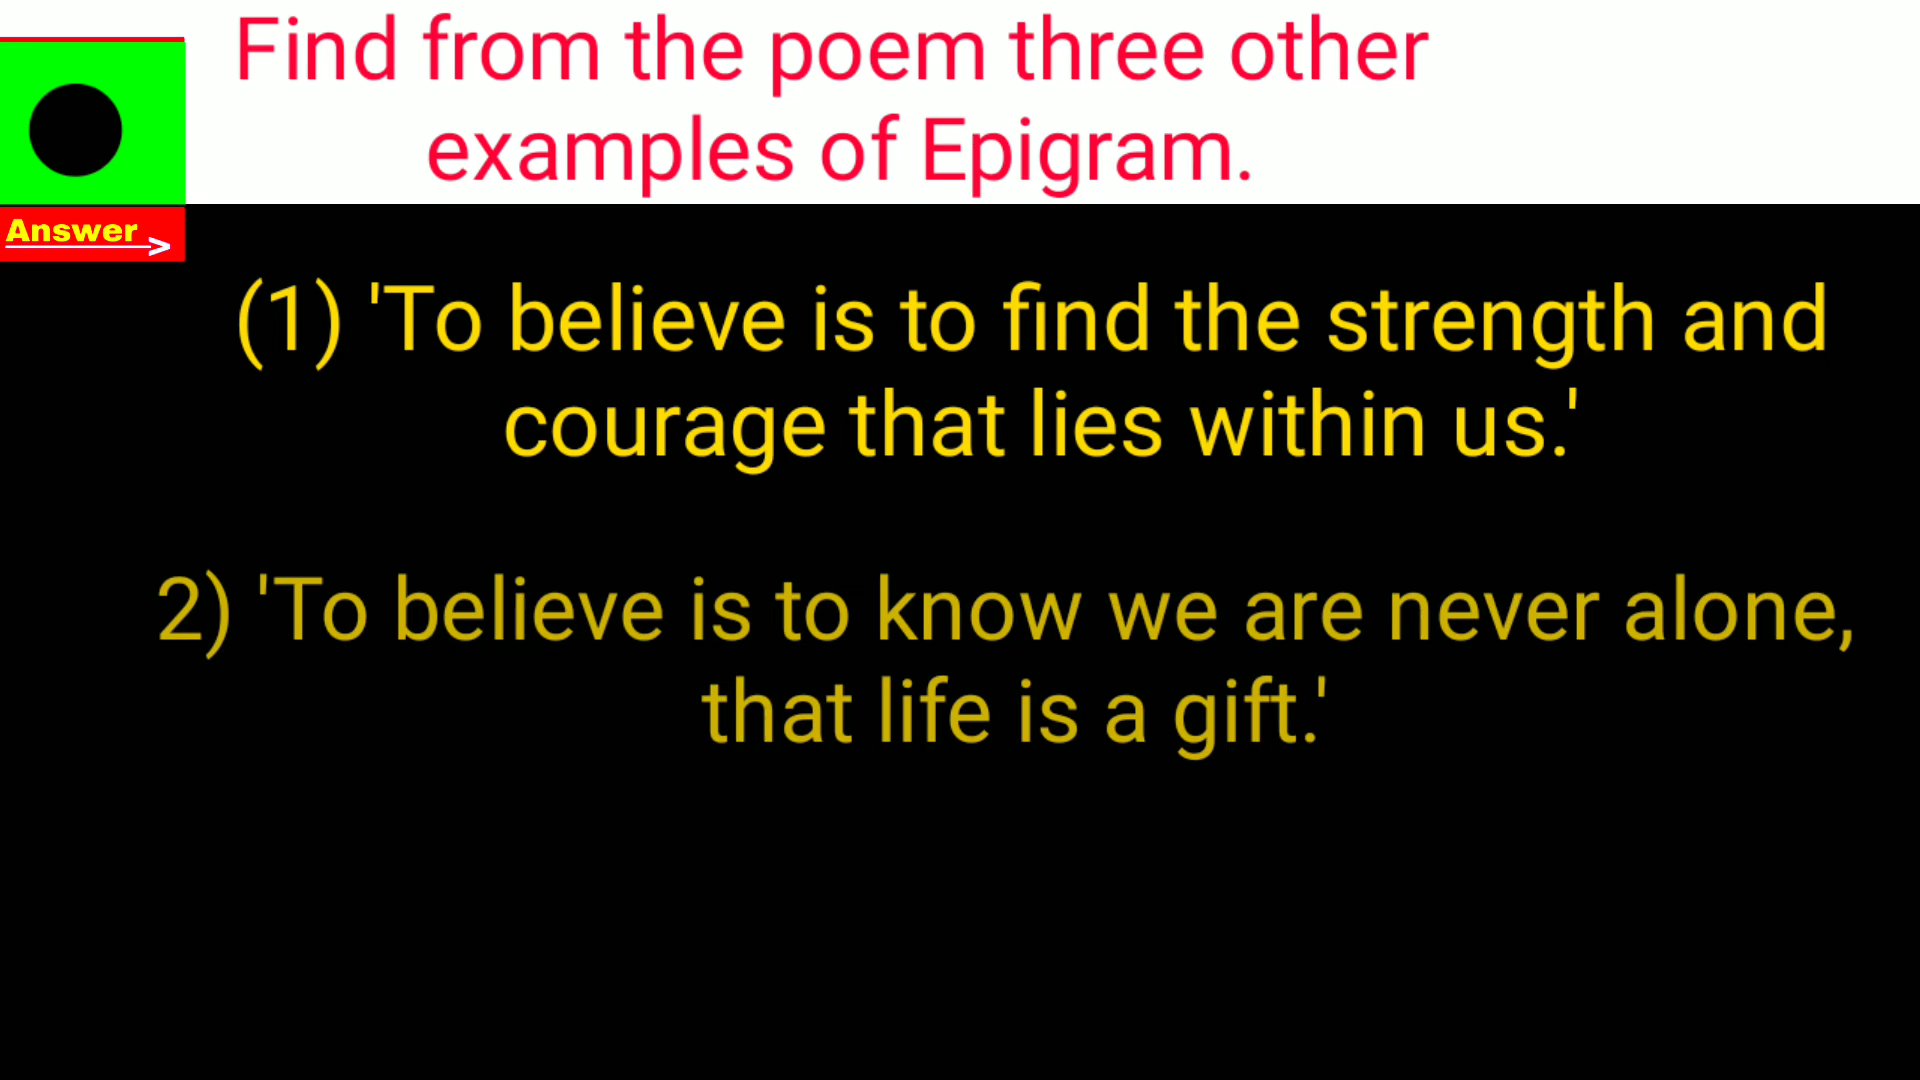 Find from the poem three other
examples of Epigram.
Answer
>
(1) 'To believe is to find the strength and
courage that lies within us.'
2) 'To believe is to know we are never alone,
that life is a gift.'